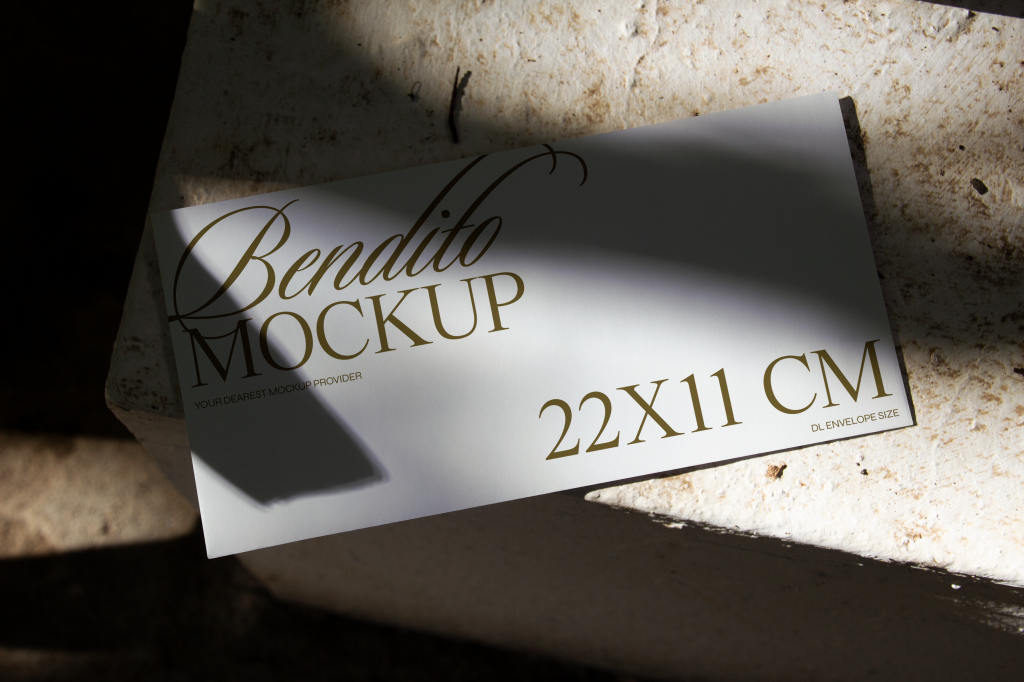 Bendito
MOCKUP
YOUR DEAREST MOCKUP PROVIDER
22X11 CM
DL ENVELOPE SIZE